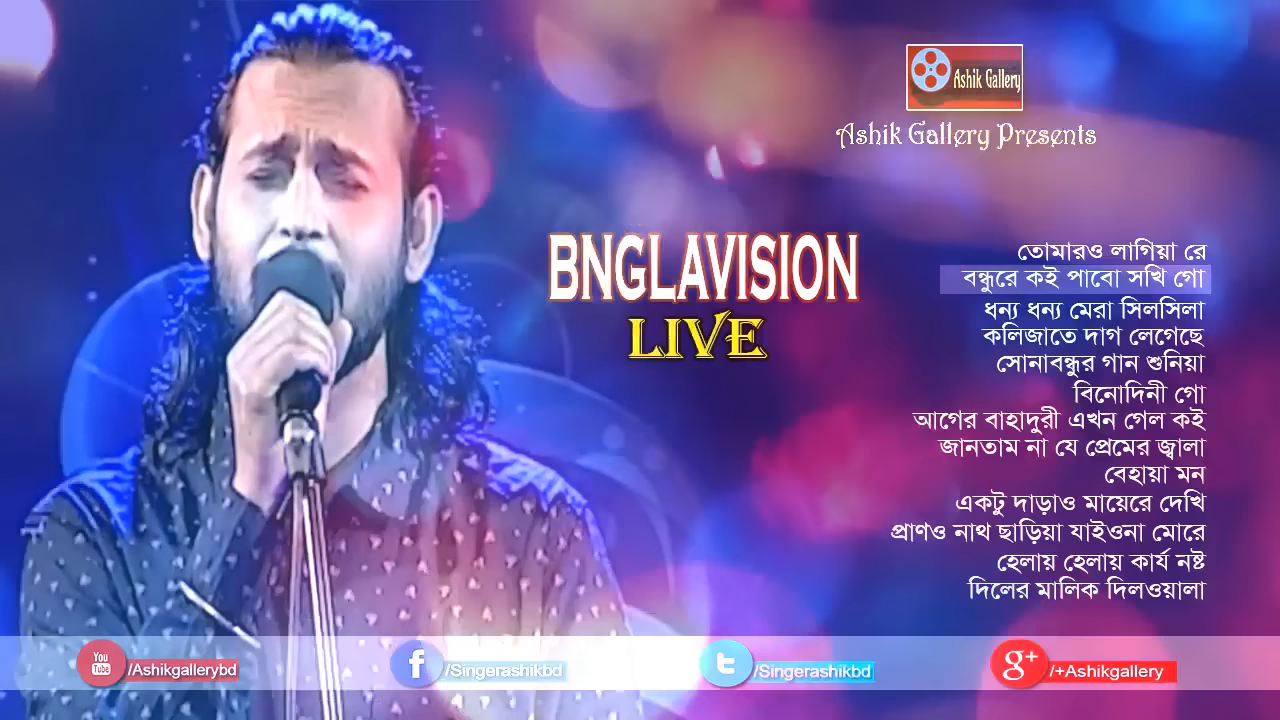 Ashik Gallery
Ashik Gallery Presents
BNGLAVISION
LIVE
তোমারও লাগিয়া রে
বন্ধুরে কই পাবো সখি গো
ধন্য ধন্য মেরা সিলসিলা
কলিজাতে দাগ লেগেছে
সোনাবন্ধুর গান শুনিয়া
বিনোদিনী গো
আগের বাহাদুরী এখন গেল কই
জানতাম না যে প্রেমের জ্বালা
বেহায়া মন
একটু দাড়াও মায়েরে দেখি
প্রাণও নাথ ছাড়িয়া যাইওনা মোরে
হেলায় হেলায় কার্য নষ্ট
দিলের মালিক দিলওয়ালা
You Tube /Ashikgallerybd
f /Singerashikbd
t /Singerashikbd
g+ /+Ashikgallery